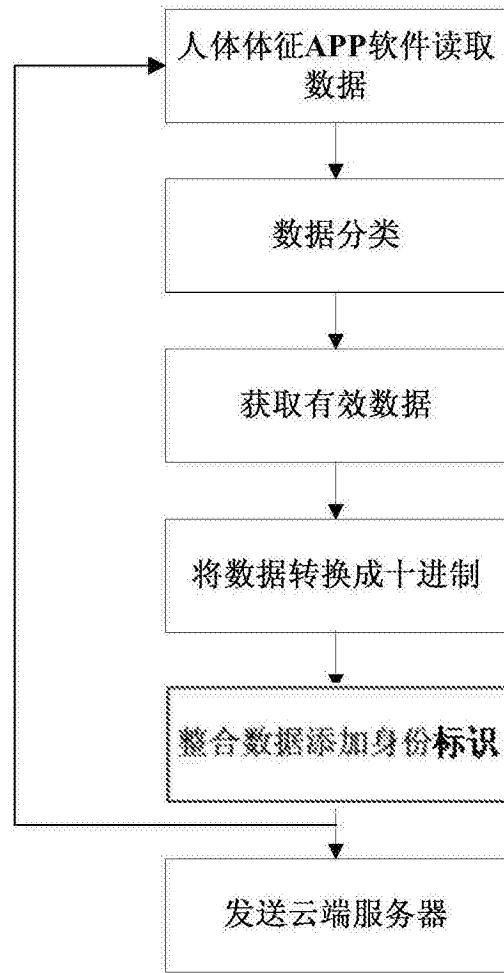 人体体征APP软件读取
数据
数据分类
获取有效数据
将数据转换成十进制
整合数据添加身份标识
发送云端服务器